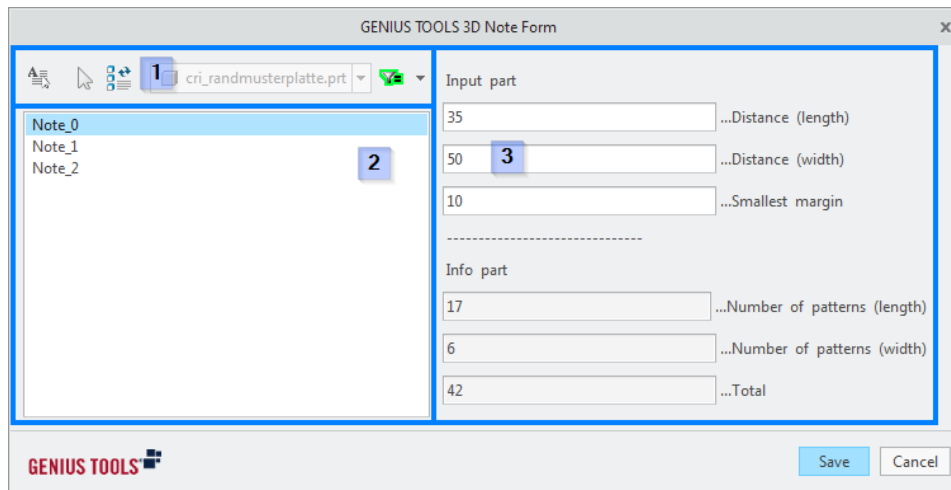 GENIUS TOOLS 3D Note Form
x
1
cri_randmusterplatte.prt
Note_0
Note_1
Note_2
2
Input part
35 ...Distance (length)
50 3 ...Distance (width)
10 ...Smallest margin
-------------------------------
Info part
17 ...Number of patterns (length)
6 ...Number of patterns (width)
42 ...Total
GENIUS TOOLS
Save Cancel